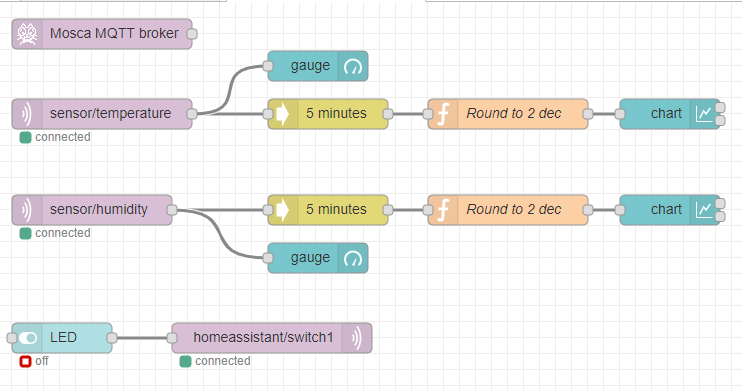 Mosca MQTT broker
gauge
sensor/temperature
5 minutes
Round to 2 dec
chart
connected
sensor/humidity
5 minutes
Round to 2 dec
chart
connected
gauge
LED
homeassistant/switch1
off
connected